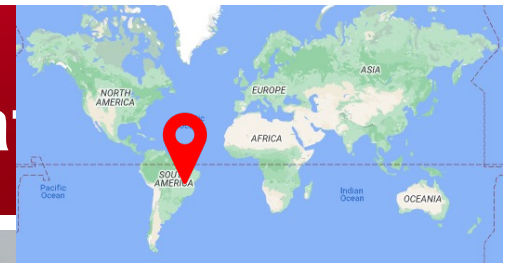 ASIA
EUROPE
NORTH
AMERICA
AFRICA
SOUTH
AMERICA
Pacific
Ocean
Indian
Ocean
OCEANIA